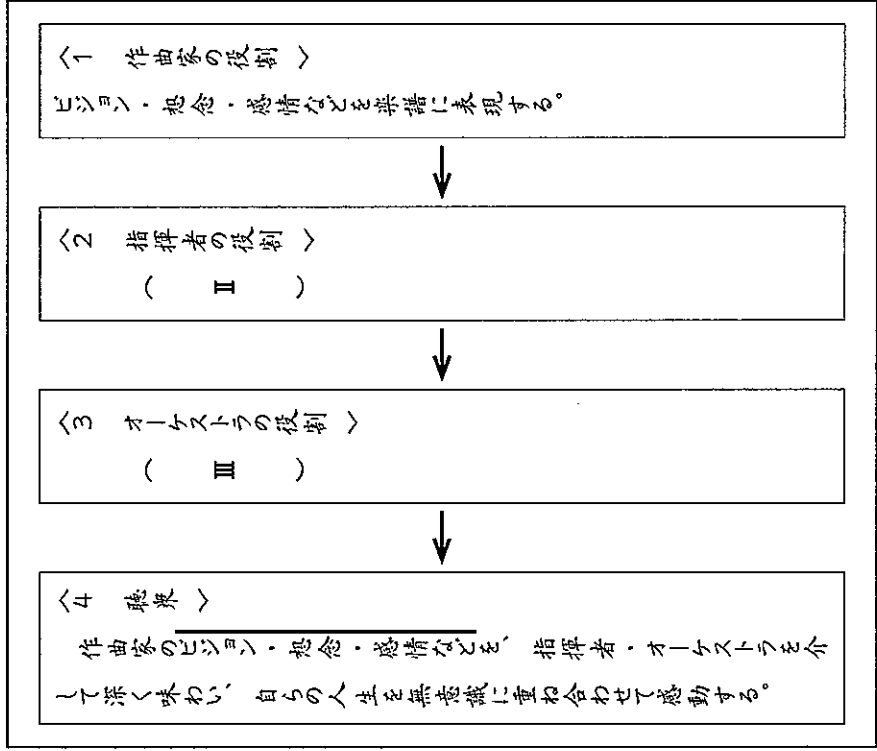 〈1 作曲家の役割〉
ビジョン・想念・感情などを楽譜に表現する。
〈2 指揮者の役割〉
( Ⅱ )
〈3 オーケストラの役割〉
( Ⅲ )
〈4 聴衆〉
作曲家のビジョン・想念・感情などを、指揮者・オーケストラを介
して深く味わい、自らの人生を無意識に重ね合わせて感動する。